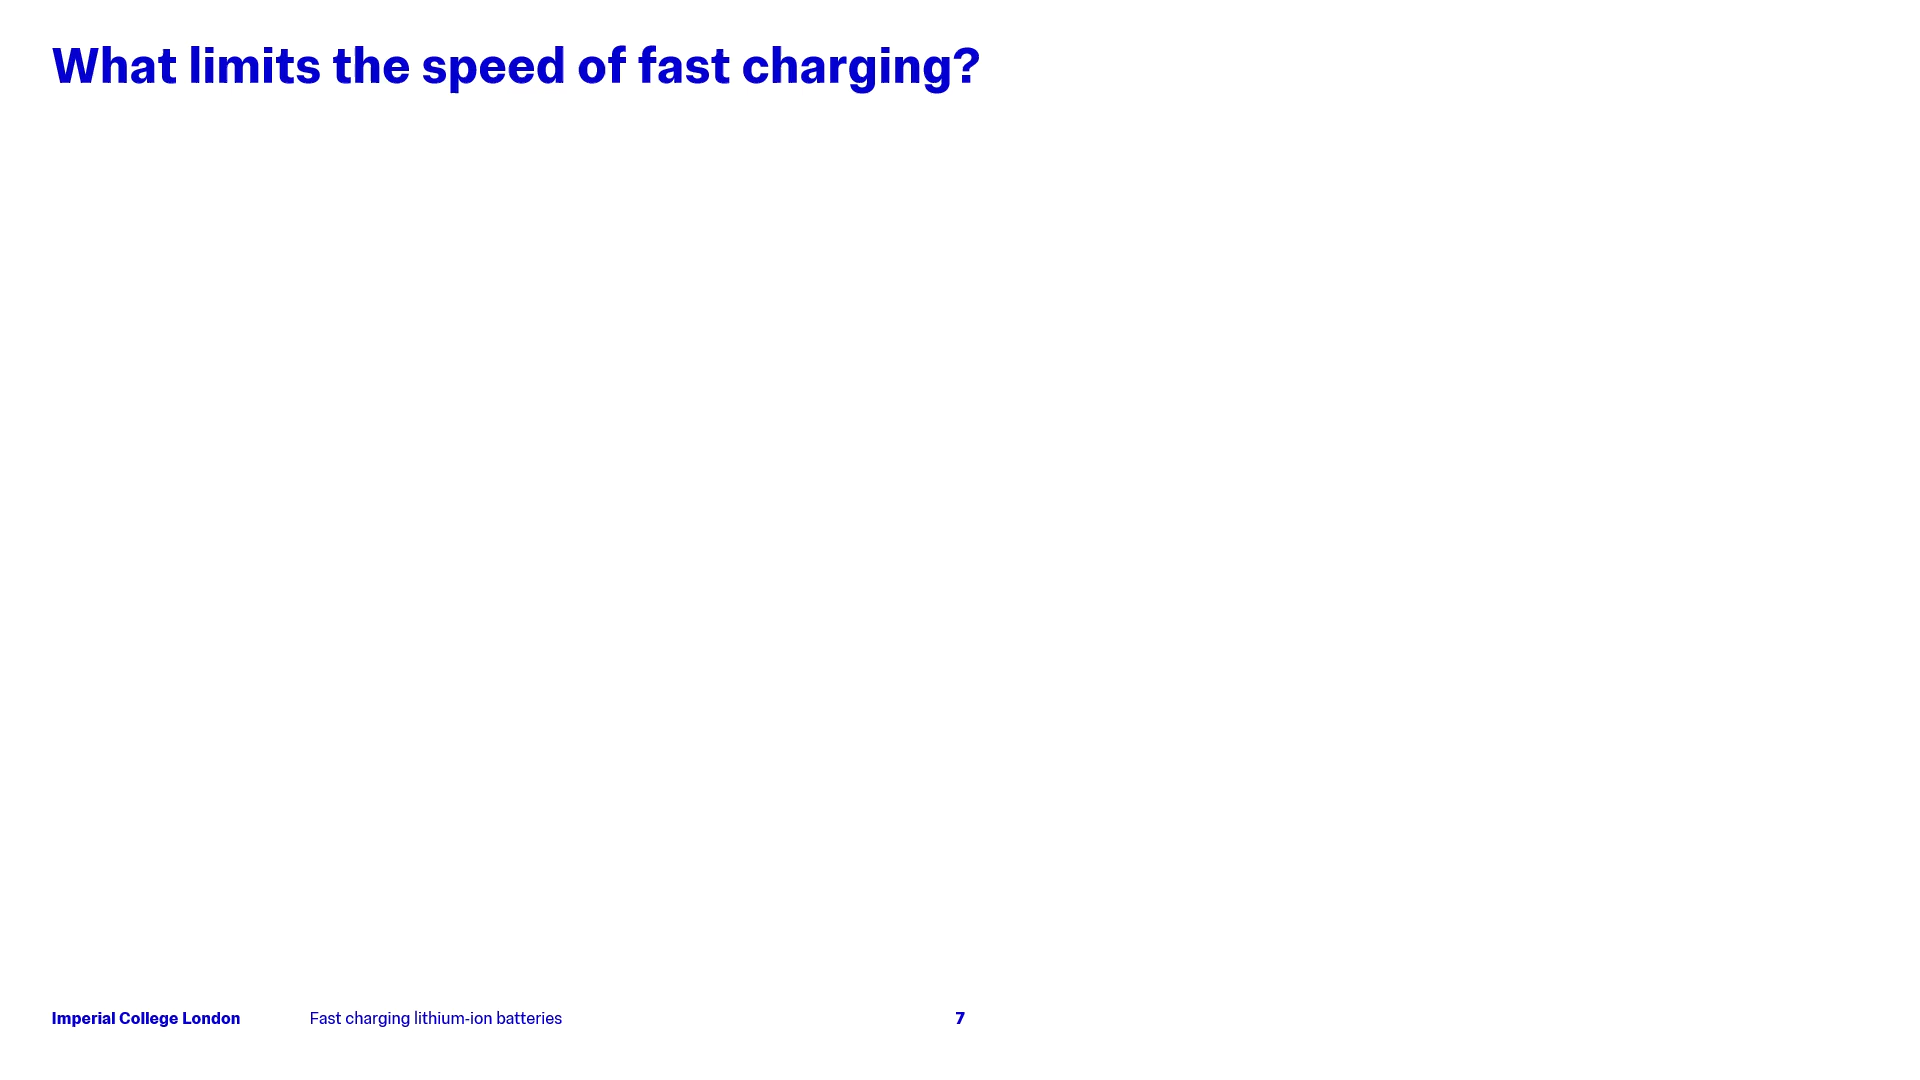 What limits the speed of fast charging?
Imperial College London
Fast charging lithium-ion batteries
7